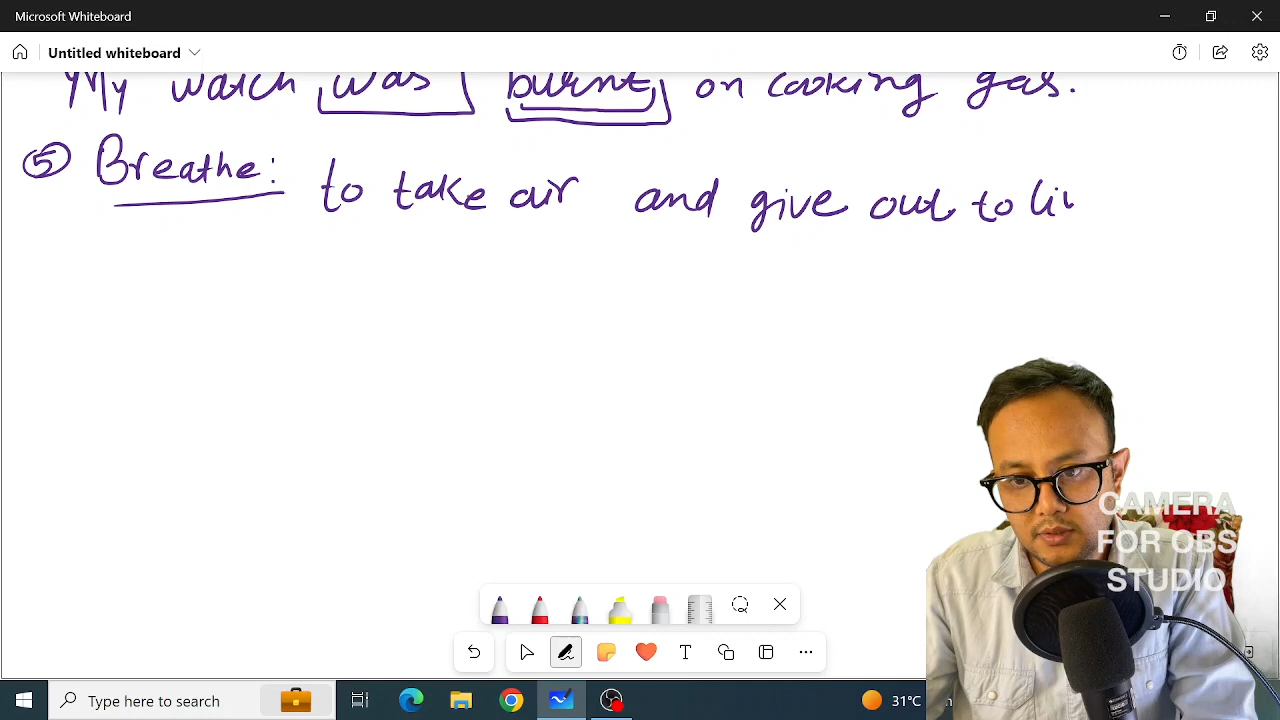 Microsoft Whiteboard
Untitled whiteboard
My watch was burnt on cooking gas.
5 Breathe: to take air and give out to li
CAMERA
FOR OBS
STUDIO
T
Type here to search
31°C